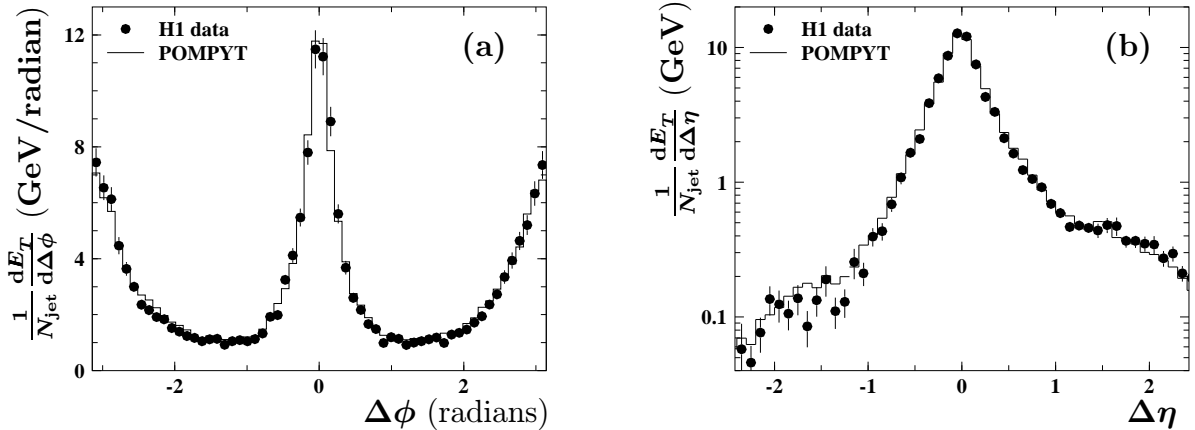 H1 data
POMPYT
(a)
1/N_jet dE_T/dΔϕ (GeV/radian)
12
8
4
0
-2
0
2
Δϕ (radians)
H1 data
POMPYT
(b)
1/N_jet dE_T/dΔη (GeV)
10
1
0.1
-2
-1
0
1
2
Δη